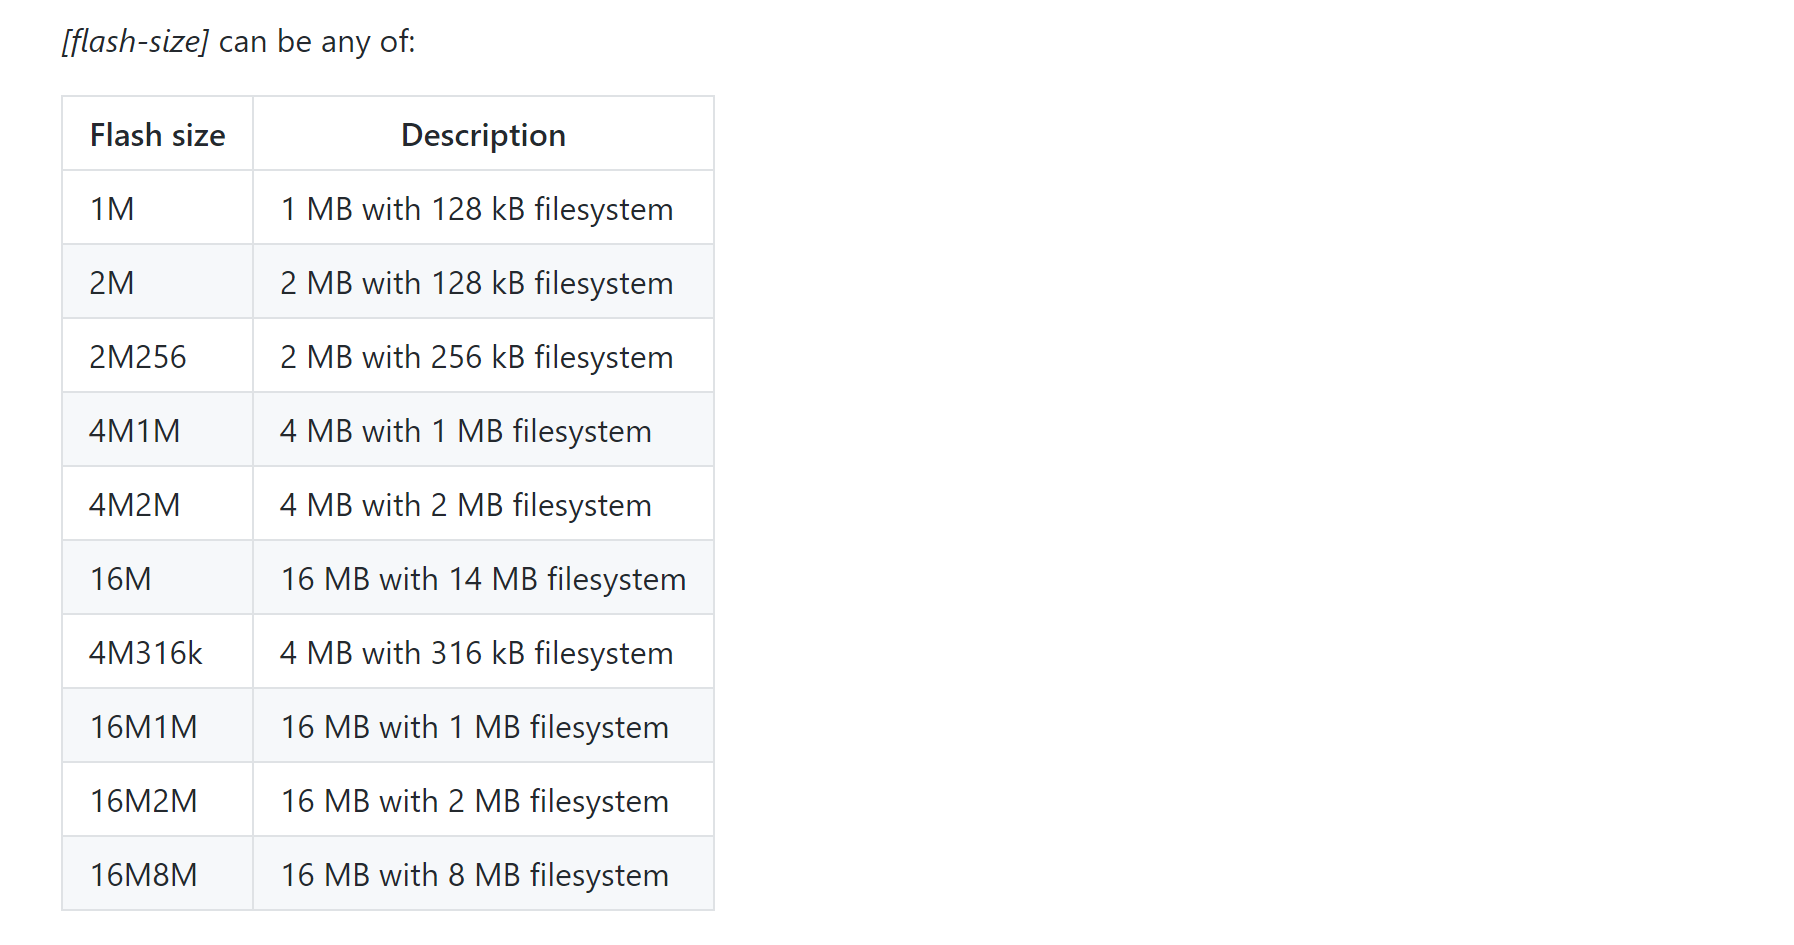 [flash-size] can be any of:
Flash size Description
1M 1 MB with 128 kB filesystem
2M 2 MB with 128 kB filesystem
2M256 2 MB with 256 kB filesystem
4M1M 4 MB with 1 MB filesystem
4M2M 4 MB with 2 MB filesystem
16M 16 MB with 14 MB filesystem
4M316k 4 MB with 316 kB filesystem
16M1M 16 MB with 1 MB filesystem
16M2M 16 MB with 2 MB filesystem
16M8M 16 MB with 8 MB filesystem